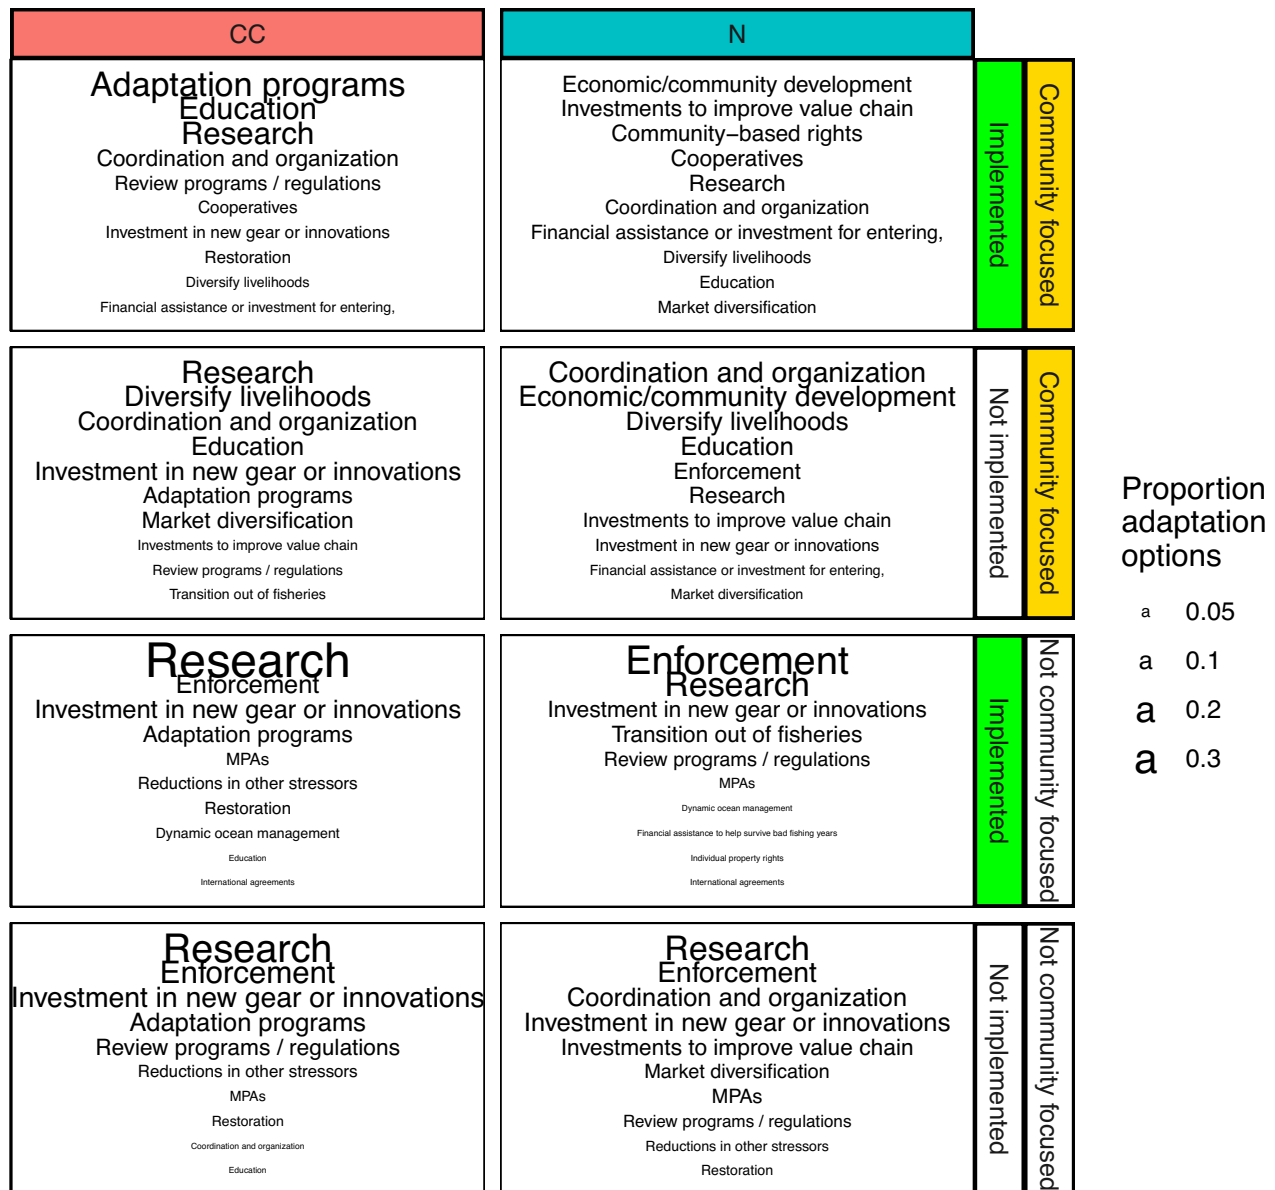 CC
N
Adaptation programs
Education
Research
Coordination and organization
Review programs / regulations
Cooperatives
Investment in new gear or innovations
Restoration
Diversify livelihoods
Financial assistance or investment for entering,
Economic/community development
Investments to improve value chain
Community−based rights
Cooperatives
Research
Coordination and organization
Financial assistance or investment for entering,
Diversify livelihoods
Education
Market diversification
Implemented
Community focused
Research
Diversify livelihoods
Coordination and organization
Education
Investment in new gear or innovations
Adaptation programs
Market diversification
Investments to improve value chain
Review programs / regulations
Transition out of fisheries
Coordination and organization
Economic/community development
Diversify livelihoods
Education
Enforcement
Research
Investments to improve value chain
Investment in new gear or innovations
Financial assistance or investment for entering,
Market diversification
Not implemented
Community focused
Research
Enforcement
Investment in new gear or innovations
Adaptation programs
MPAs
Reductions in other stressors
Restoration
Dynamic ocean management
Education
International agreements
Enforcement
Research
Investment in new gear or innovations
Transition out of fisheries
Review programs / regulations
MPAs
Dynamic ocean management
Financial assistance to help survive bad fishing years
Individual property rights
International agreements
Implemented
Not community focused
Research
Enforcement
Investment in new gear or innovations
Adaptation programs
Review programs / regulations
Reductions in other stressors
MPAs
Restoration
Coordination and organization
Education
Research
Enforcement
Coordination and organization
Investment in new gear or innovations
Investments to improve value chain
Market diversification
MPAs
Review programs / regulations
Reductions in other stressors
Restoration
Not implemented
Not community focused
Proportion
adaptation
options
a 0.05
a 0.1
a 0.2
a 0.3